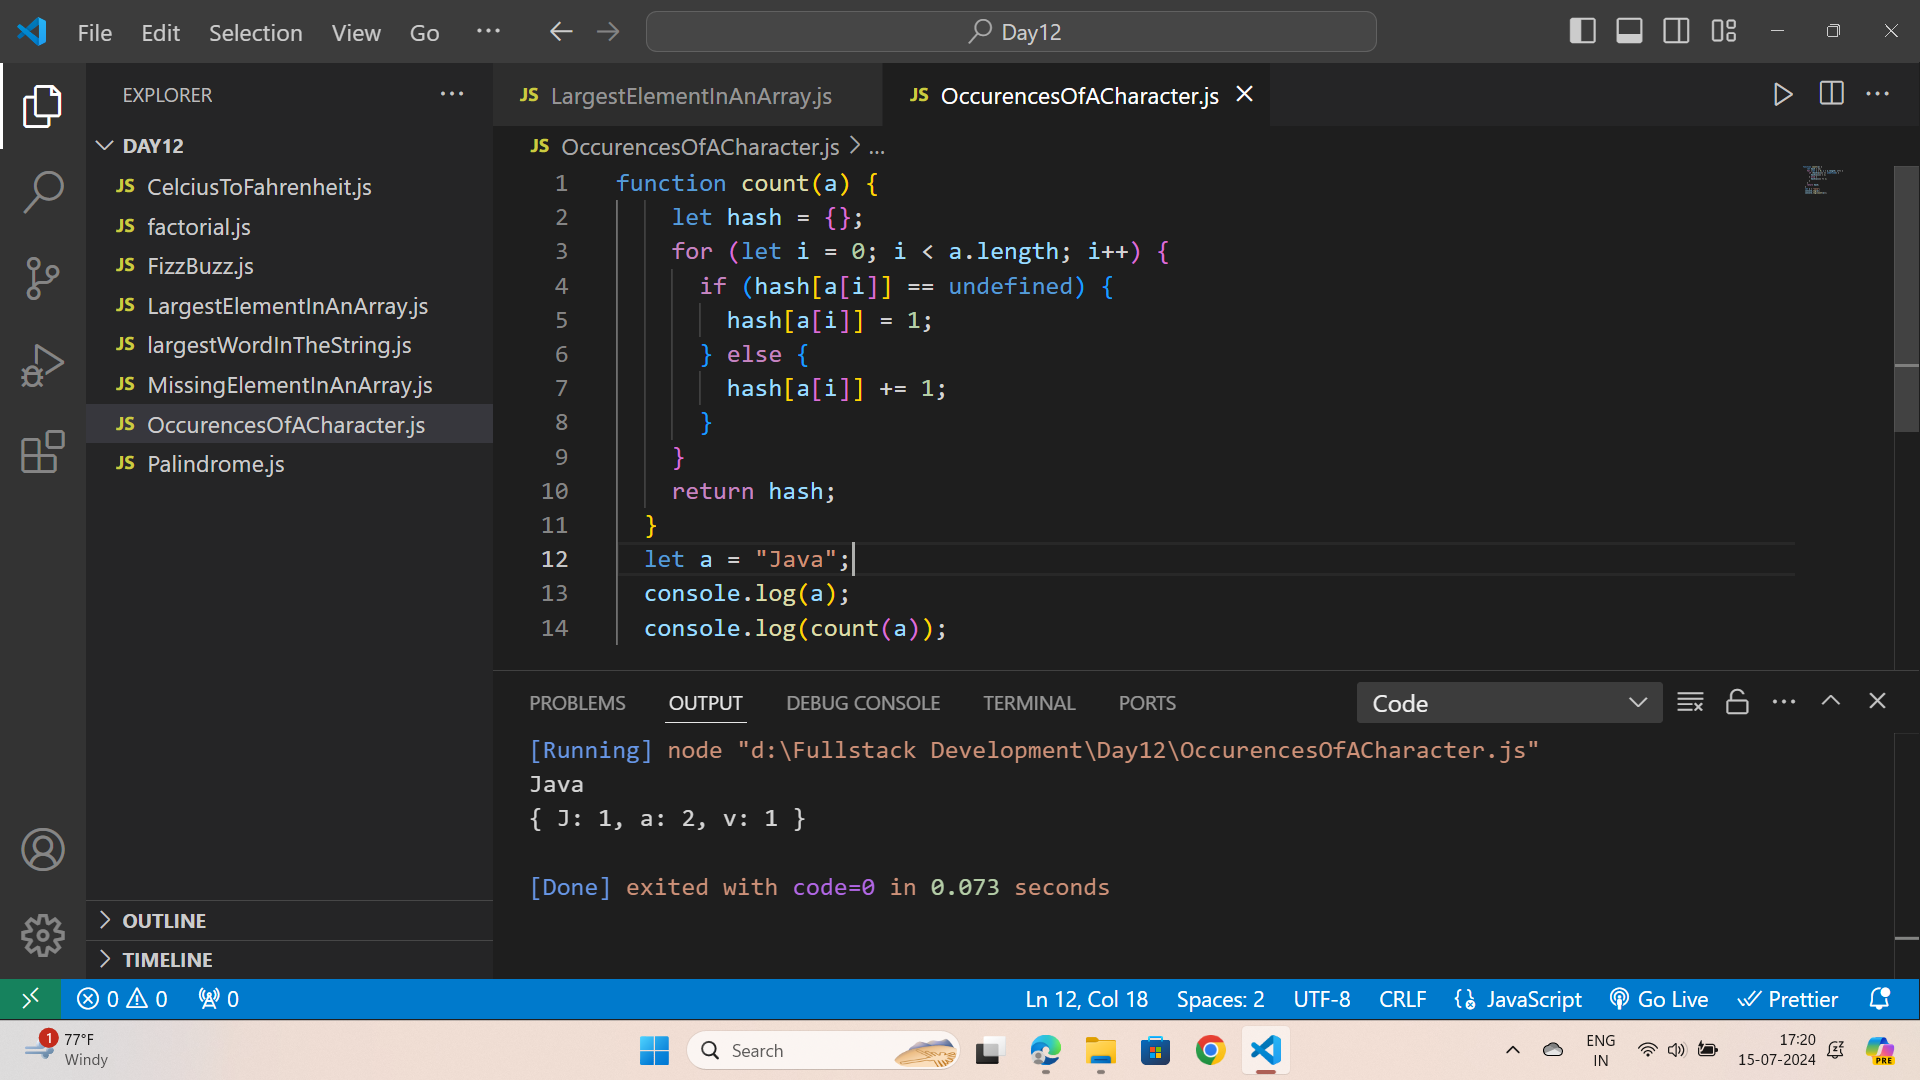 File Edit Selection View Go ···
Day12
EXPLORER ···
DAY12
JS CelciusToFahrenheit.js
JS factorial.js
JS FizzBuzz.js
JS LargestElementInAnArray.js
JS largestWordInTheString.js
JS MissingElementInAnArray.js
JS OccurencesOfACharacter.js
JS Palindrome.js
OUTLINE
TIMELINE
JS LargestElementInAnArray.js
JS OccurencesOfACharacter.js
JS OccurencesOfACharacter.js > ...
1 function count(a) {
2 let hash = {};
3 for (let i = 0; i < a.length; i++) {
4 if (hash[a[i]] == undefined) {
5 hash[a[i]] = 1;
6 } else {
7 hash[a[i]] += 1;
8 }
9 }
10 return hash;
11 }
12 let a = "Java";
13 console.log(a);
14 console.log(count(a));
PROBLEMS OUTPUT DEBUG CONSOLE TERMINAL PORTS
Code
[Running] node "d:\Fullstack Development\Day12\OccurencesOfACharacter.js"
Java
{ J: 1, a: 2, v: 1 }
[Done] exited with code=0 in 0.073 seconds
0 0 0
Ln 12, Col 18 Spaces: 2 UTF-8 CRLF JavaScript Go Live Prettier
1
77°F
Windy
Search
ENG
IN
17:20
15-07-2024
PRE